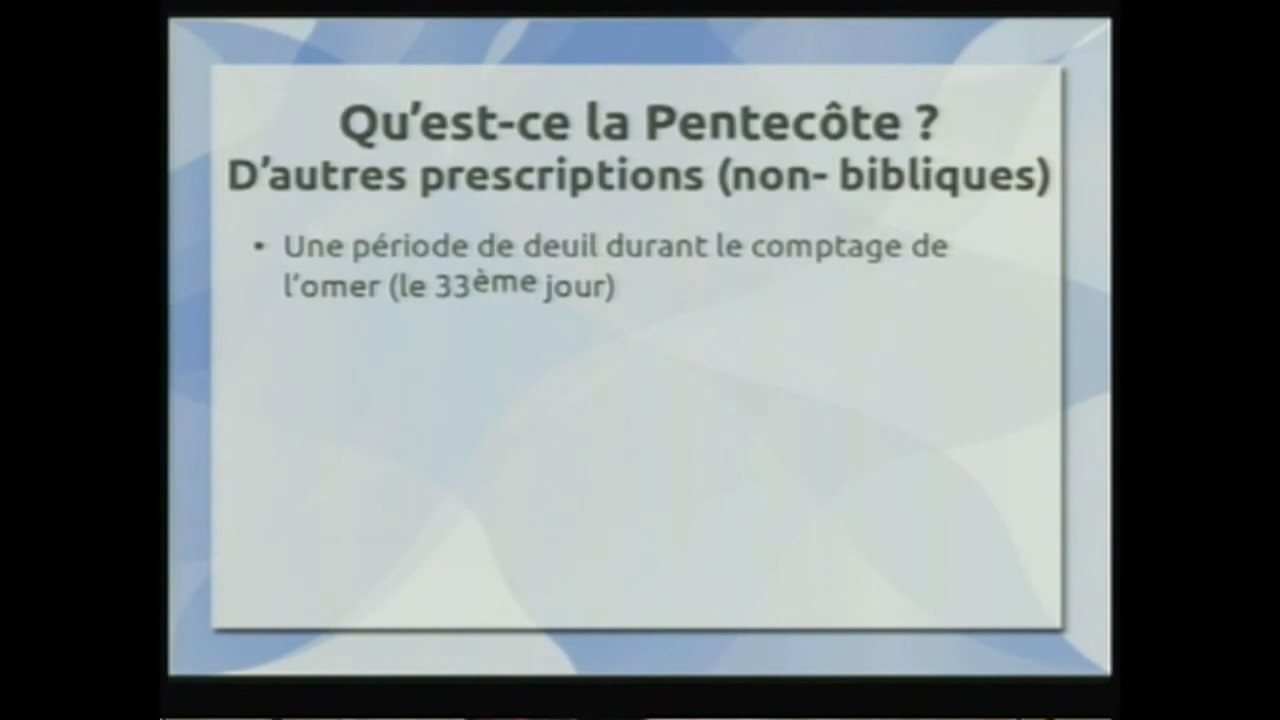 Qu’est-ce la Pentecôte ?
D’autres prescriptions (non- bibliques)
• Une période de deuil durant le comptage de
l’omer (le 33ème jour)